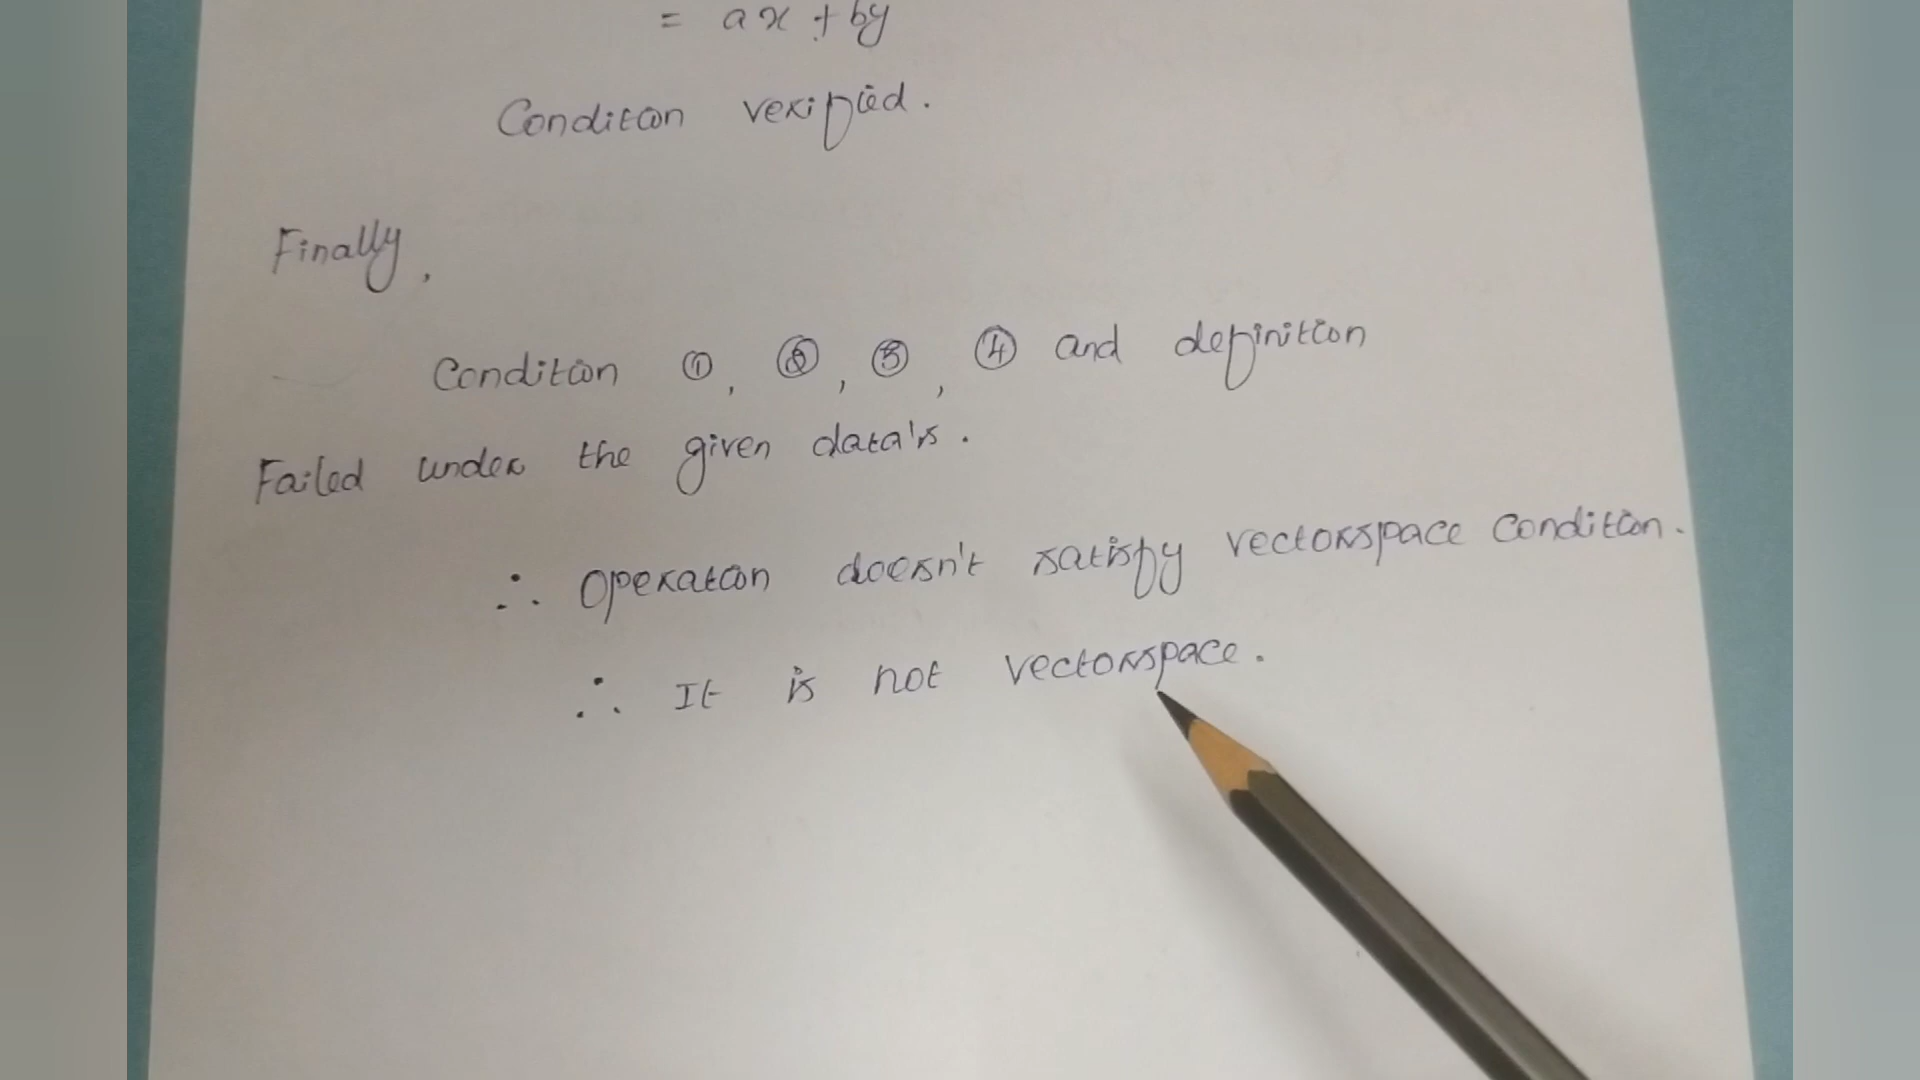 = ax + by
Condition verified.
Finally,
Condition ①, ②, ③, ④ and definition
Failed under the given data's.
∴ Operation doesn't satisfy vectorspace condition.
∴ It is not vectorspace.